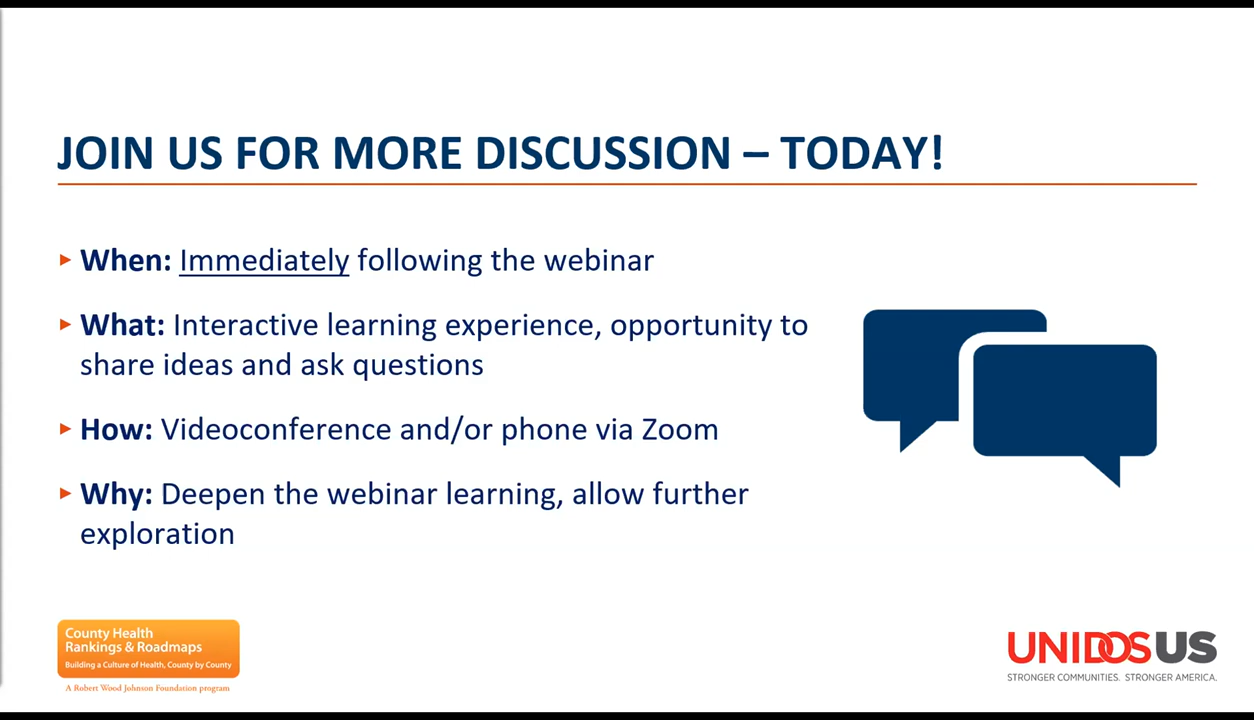 JOIN US FOR MORE DISCUSSION – TODAY!
When: Immediately following the webinar
What: Interactive learning experience, opportunity to
share ideas and ask questions
How: Videoconference and/or phone via Zoom
Why: Deepen the webinar learning, allow further
exploration
County Health
Rankings & Roadmaps
Building a Culture of Health, County by County
A Robert Wood Johnson Foundation program
UNIDOSUS
STRONGER COMMUNITIES. STRONGER AMERICA.